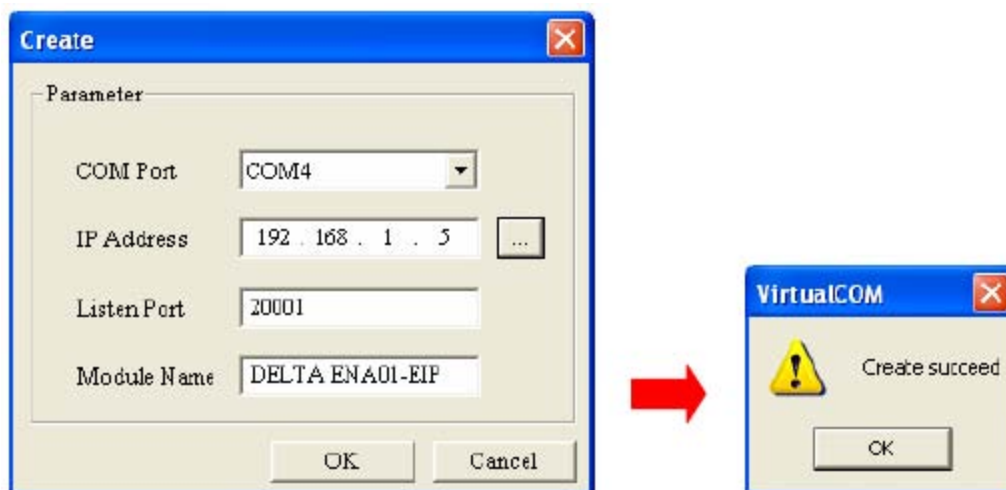 Create
Parameter
COM Port
COM4
IP Address
192 . 168 . 1 . 5
...
Listen Port
20001
Module Name
DELTA ENA01-EIP
OK
Cancel
VirtualCOM
Create succeed
OK